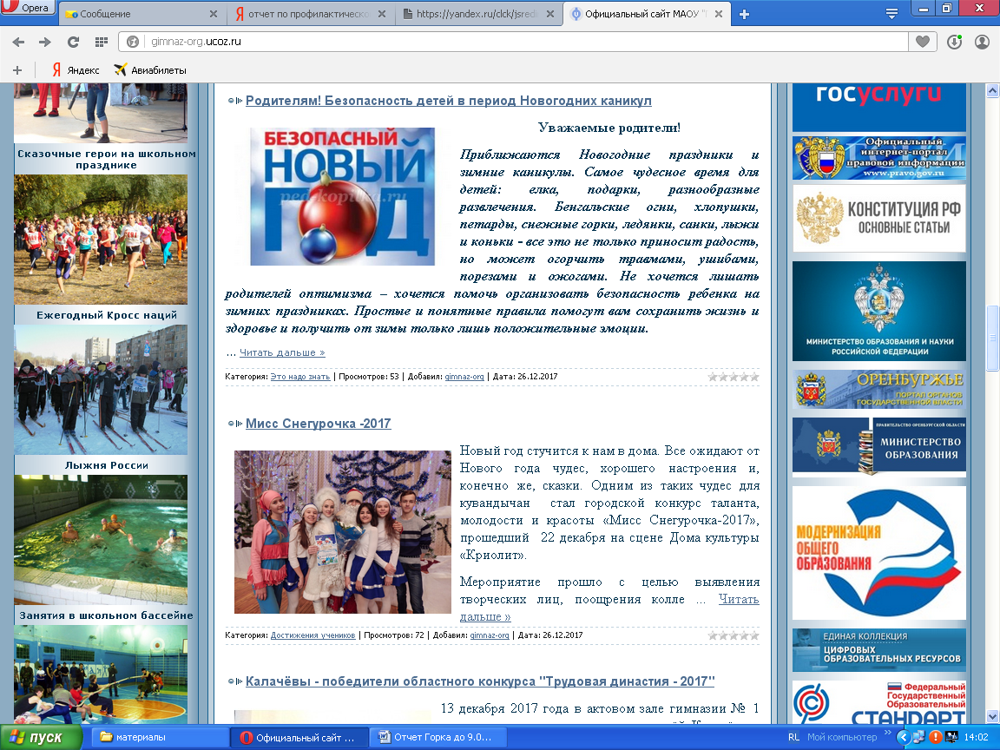 Opera
Сообщение
отчет по профилактическо
https://yandex.ru/clck/jsredi
Официальный сайт МАОУ "Г
gimnaz-org.ucoz.ru
Яндекс
Авиабилеты
Сказочные герои на школьном
празднике
Ежегодный Кросс наций
Лыжня России
Занятия в школьном бассейне
Родителям! Безопасность детей в период Новогодних каникул
БЕЗОПАСНЫЙ
НОВЫЙ
ГОД
ped-kopilka.ru
Уважаемые родители!
Приближаются Новогодние праздники и
зимние каникулы. Самое чудесное время для
детей: елка, подарки, разнообразные
развлечения. Бенгальские огни, хлопушки,
петарды, снежные горки, ледянки, санки, лыжи
и коньки - все это не только приносит радость,
но может огорчить травмами, ушибами,
порезами и ожогами. Не хочется лишать
родителей оптимизма – хочется помочь организовать безопасность ребенка на
зимних праздниках. Простые и понятные правила помогут вам сохранить жизнь и
здоровье и получить от зимы только лишь положительные эмоции.
... Читать дальше »
Категория: Это надо знать | Просмотров: 53 | Добавил: gimnaz-org | Дата: 26.12.2017
Мисс Снегурочка -2017
Новый год стучится к нам в дома. Все ожидают от
Нового года чудес, хорошего настроения и,
конечно же, сказки. Одним из таких чудес для
кувандычан стал городской конкурс таланта,
молодости и красоты «Мисс Снегурочка-2017»,
прошедший 22 декабря на сцене Дома культуры
«Криолит».
Мероприятие прошло с целью выявления
творческих лиц, поощрения колле ... Читать
дальше »
Категория: Достижения учеников | Просмотров: 72 | Добавил: gimnaz-org | Дата: 26.12.2017
Калачёвы - победители областного конкурса "Трудовая династия - 2017"
13 декабря 2017 года в актовом зале гимназии № 1
госуслуги
Официальный
интернет-портал
правовой информации
www.pravo.gov.ru
КОНСТИТУЦИЯ РФ
ОСНОВНЫЕ СТАТЬИ
МИНИСТЕРСТВО ОБРАЗОВАНИЯ И НАУКИ
РОССИЙСКОЙ ФЕДЕРАЦИИ
ОРЕНБУРЖЬЕ
ПОРТАЛ ОРГАНОВ
ГОСУДАРСТВЕННОЙ ВЛАСТИ
ПРАВИТЕЛЬСТВО ОРЕНБУРГСКОЙ ОБЛАСТИ
МИНИСТЕРСТВО
ОБРАЗОВАНИЯ
МОДЕРНИЗАЦИЯ
ОБЩЕГО
ОБРАЗОВАНИЯ
ЕДИНАЯ КОЛЛЕКЦИЯ
ЦИФРОВЫХ
ОБРАЗОВАТЕЛЬНЫХ РЕСУРСОВ
Федеральный
Государственный
Образовательный
СТАНДАРТ
пуск
материалы
Официальный сайт ...
Отчет Горка до 9.0...
RL
Мой компьютер
14:02